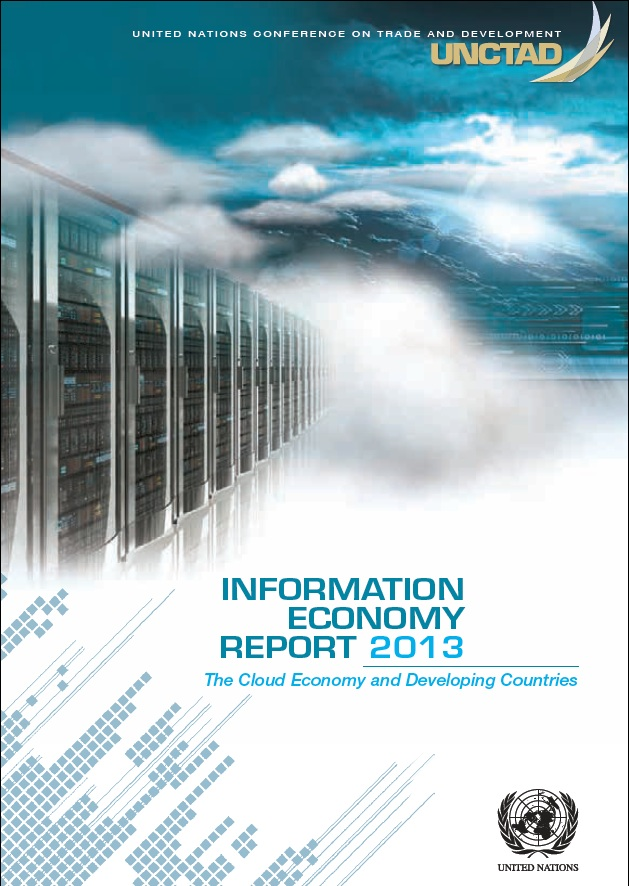 UNITED NATIONS CONFERENCE ON TRADE AND DEVELOPMENT
UNCTAD
INFORMATION
ECONOMY
REPORT 2013
The Cloud Economy and Developing Countries
UNITED NATIONS